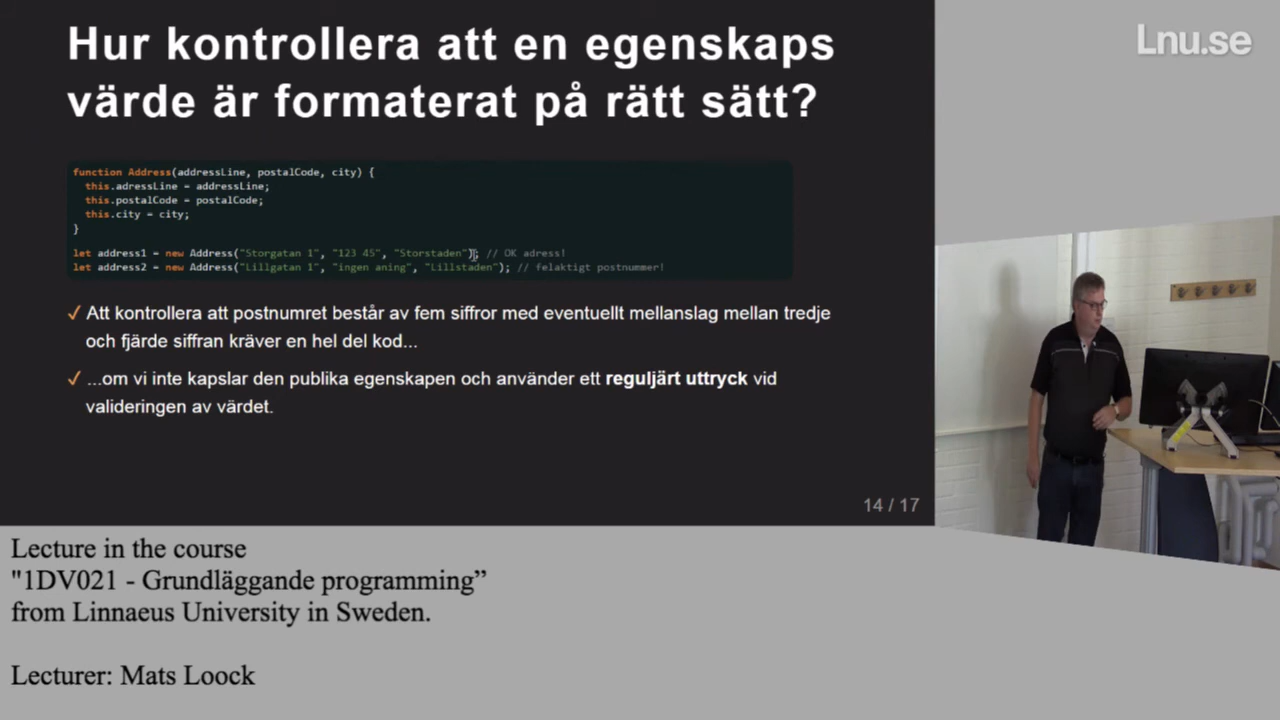 Hur kontrollera att en egenskaps
värde är formaterat på rätt sätt?
Lnu.se
function Address(addressLine, postalCode, city) {
this.adressLine = addressLine;
this.postalCode = postalCode;
this.city = city;
}
let address1 = new Address("Storgatan 1", "123 45", "Storstaden"); // OK adress!
let address2 = new Address("Lillgatan 1", "ingen aning", "Lillstaden"); // felaktigt postnummer!
✓ Att kontrollera att postnumret består av fem siffror med eventuellt mellanslag mellan tredje
och fjärde siffran kräver en hel del kod...
✓ ...om vi inte kapslar den publika egenskapen och använder ett reguljärt uttryck vid
valideringen av värdet.
14 / 17
Lecture in the course
"1DV021 - Grundläggande programming”
from Linnaeus University in Sweden.
Lecturer: Mats Loock